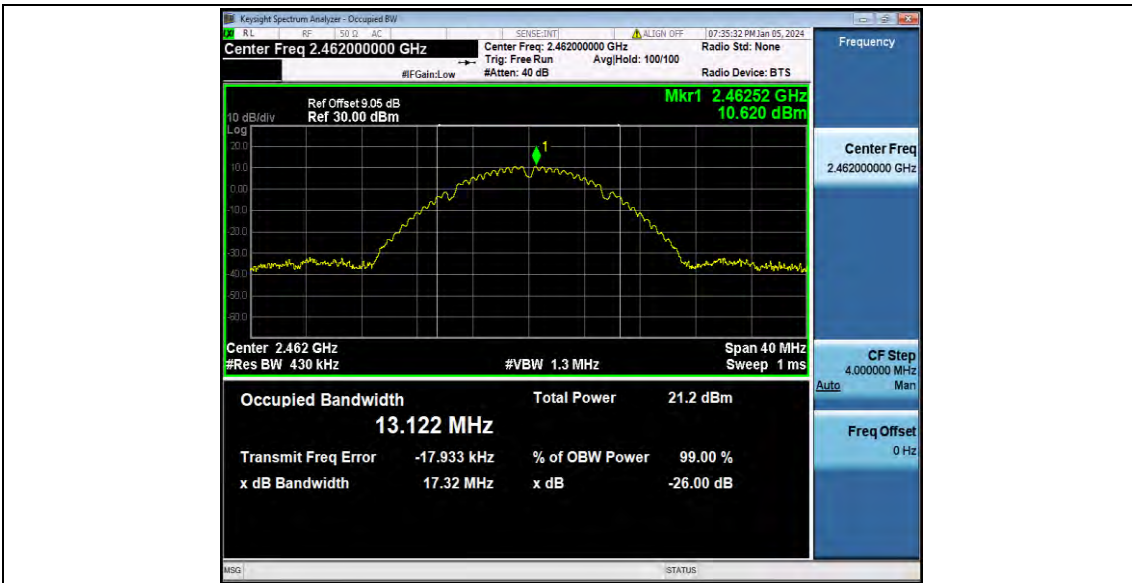 Keysight Spectrum Analyzer - Occupied BW
RL RF 50 Ω AC SENSE:INT ALIGN OFF 07:35:32 PM Jan 05, 2024
Center Freq 2.462000000 GHz Center Freq: 2.462000000 GHz Radio Std: None
Trig: Free Run Avg|Hold: 100/100
#IFGain:Low #Atten: 40 dB Radio Device: BTS
Frequency
Mkr1 2.46252 GHz
Ref Offset 9.05 dB
10 dB/div Ref 30.00 dBm 10.620 dBm
Log
20.0
10.0
0.00
-10.0
-20.0
-30.0
-40.0
-50.0
-60.0
1
Center Freq
2.462000000 GHz
Center 2.462 GHz Span 40 MHz
#Res BW 430 kHz #VBW 1.3 MHz Sweep 1 ms
CF Step
4.000000 MHz
Auto Man
Occupied Bandwidth Total Power 21.2 dBm
13.122 MHz
Transmit Freq Error -17.933 kHz % of OBW Power 99.00 %
x dB Bandwidth 17.32 MHz x dB -26.00 dB
Freq Offset
0 Hz
MSG STATUS